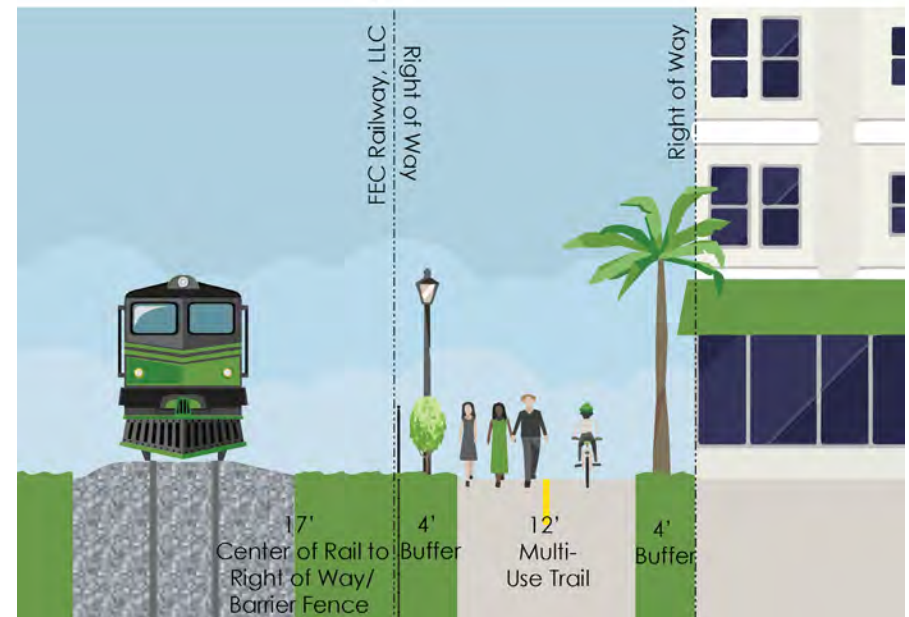 FEC Railway, LLC
Right of Way
Right of Way
17'
Center of Rail to
Right of Way/
Barrier Fence
4'
Buffer
12'
Multi-
Use Trail
4'
Buffer